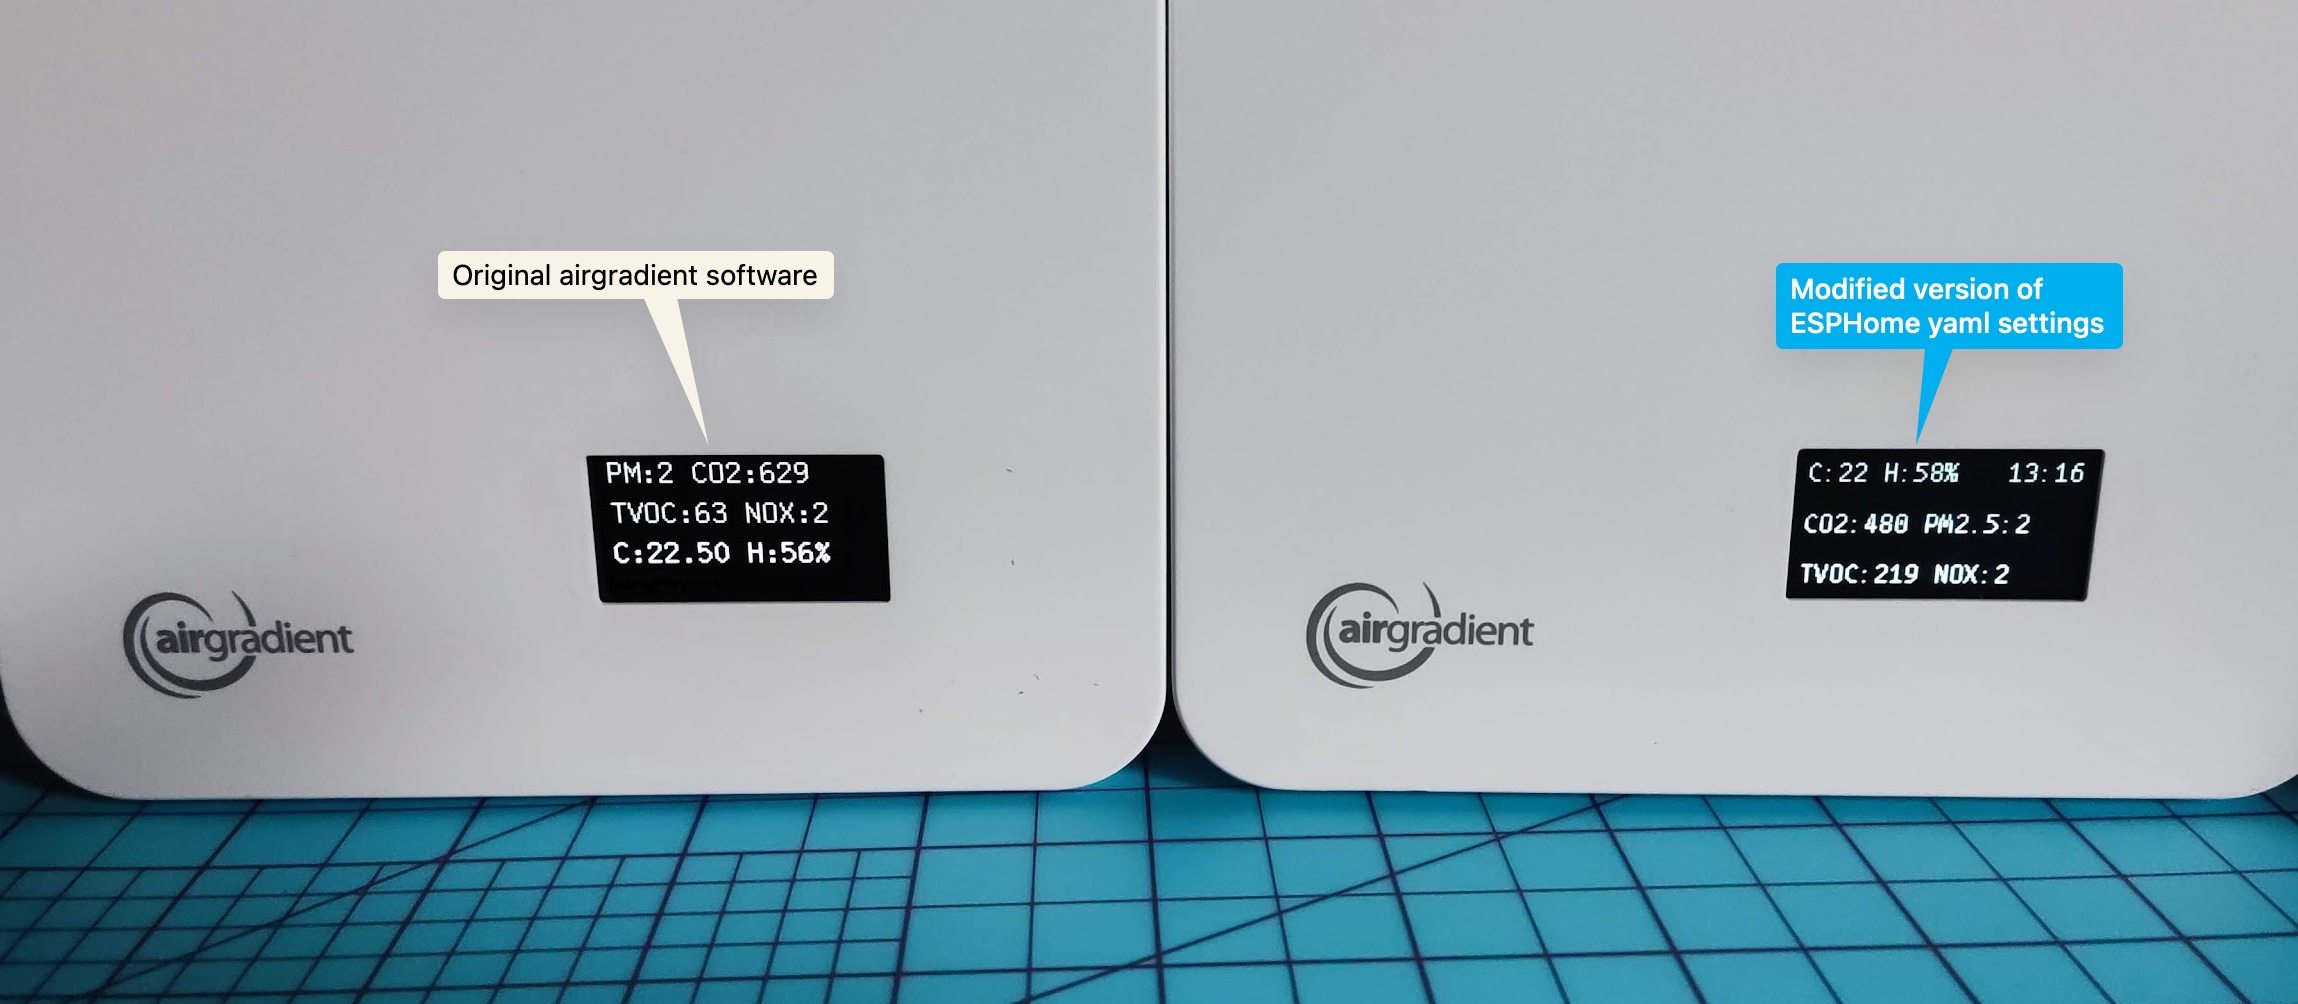 Original airgradient software
PM:2 CO2:629
TVOC:63 NOX:2
C:22.50 H:56%
airgradient
Modified version of
ESPHome yaml settings
C:22 H:58% 13:16
CO2:480 PM2.5:2
TVOC:219 NOX:2
airgradient